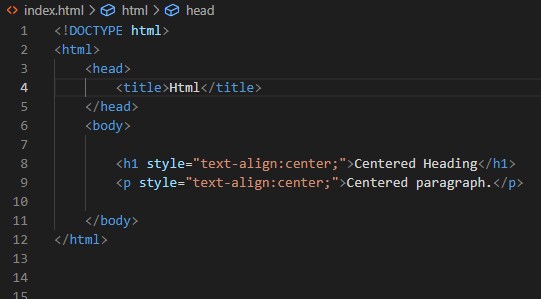 index.html > html > head
1 <!DOCTYPE html>
2 <html>
3 <head>
4 <title>Html</title>
5 </head>
6 <body>
7
8 <h1 style="text-align:center;">Centered Heading</h1>
9 <p style="text-align:center;">Centered paragraph.</p>
10
11 </body>
12 </html>
13
14
15